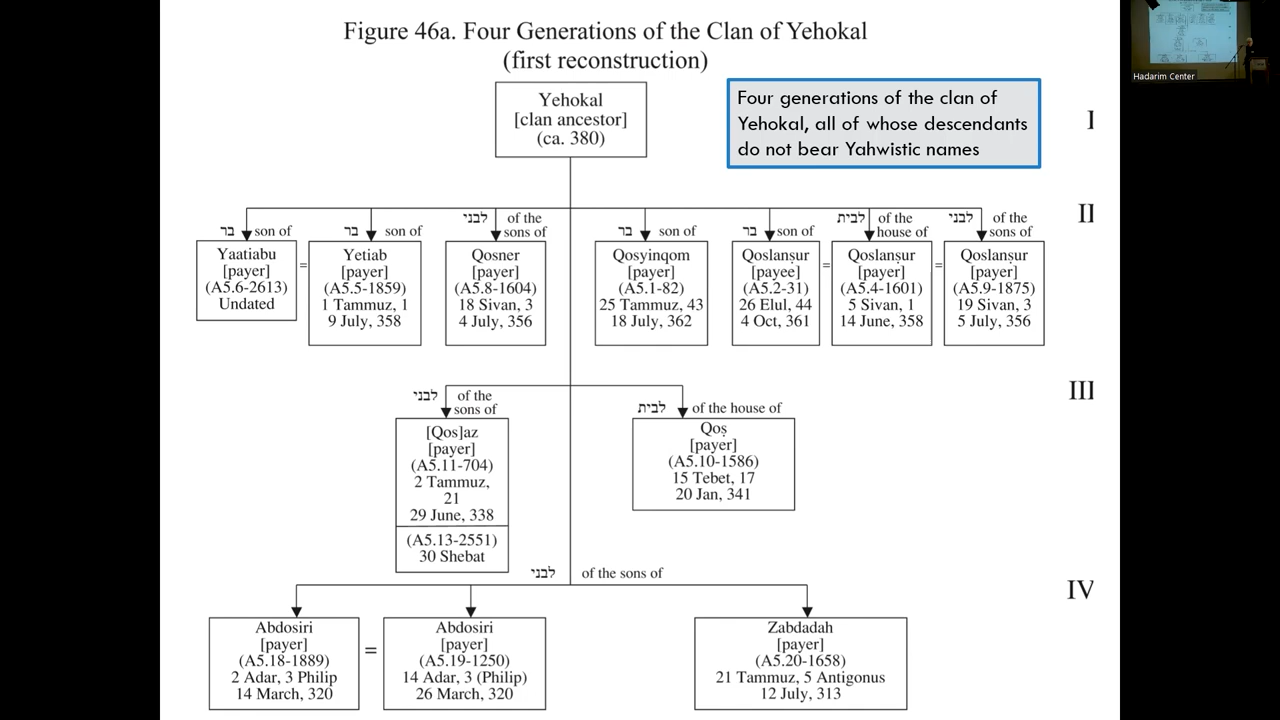 Figure 46a. Four Generations of the Clan of Yehokal
(first reconstruction)
Hadarim Center
Yehokal
[clan ancestor]
(ca. 380)
Four generations of the clan of
Yehokal, all of whose descendants
do not bear Yahwistic names
I
II
בר son of
Yaatiabu
[payer]
(A5.6-2613)
Undated
=
בר son of
Yetiab
[payer]
(A5.5-1859)
1 Tammuz, 1
9 July, 358
לבני of the
sons of
Qosner
[payer]
(A5.8-1604)
18 Sivan, 3
4 July, 356
בר son of
Qosyinqom
[payer]
(A5.1-82)
25 Tammuz, 43
18 July, 362
בר son of
Qoslanṣur
[payee]
(A5.2-31)
26 Elul, 44
4 Oct, 361
=
לבית of the
house of
Qoslanṣur
[payer]
(A5.4-1601)
5 Sivan, 1
14 June, 358
=
לבני of the
sons of
Qoslanṣur
[payer]
(A5.9-1875)
19 Sivan, 3
5 July, 356
III
לבני of the
sons of
[Qos]az
[payer]
(A5.11-704)
2 Tammuz,
21
29 June, 338
(A5.13-2551)
30 Shebat
לבית of the house of
Qoṣ
[payer]
(A5.10-1586)
15 Tebet, 17
20 Jan, 341
IV
לבני of the sons of
Abdosiri
[payer]
(A5.18-1889)
2 Adar, 3 Philip
14 March, 320
=
Abdosiri
[payer]
(A5.19-1250)
14 Adar, 3 (Philip)
26 March, 320
Zabdadah
[payer]
(A5.20-1658)
21 Tammuz, 5 Antigonus
12 July, 313